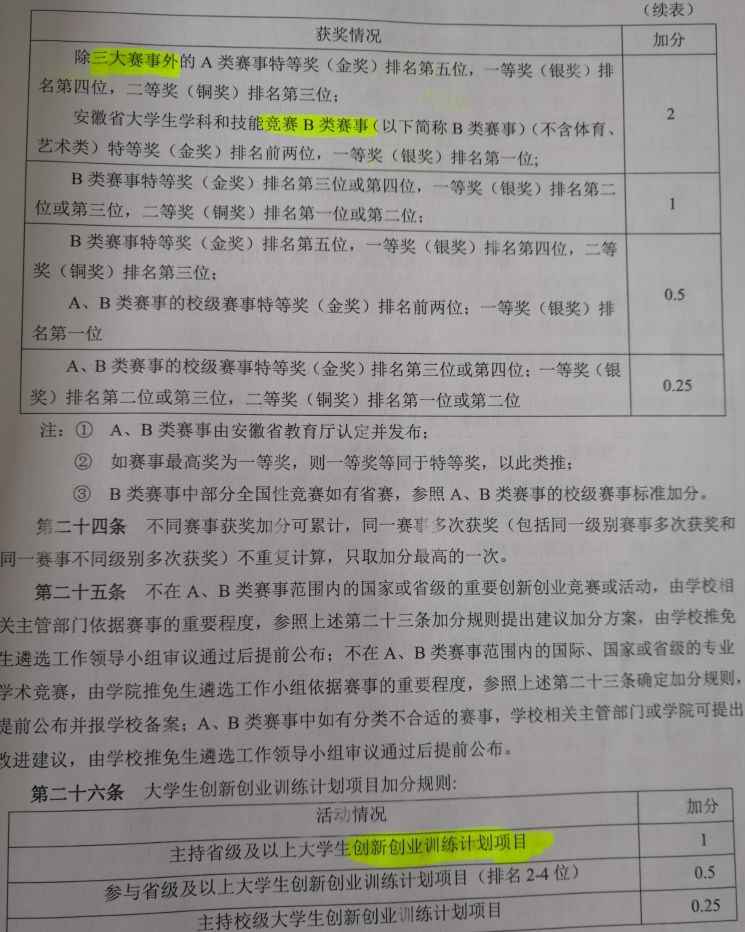 （续表）
获奖情况 加分
除三大赛事外的 A 类赛事特等奖（金奖）排名第五位，一等奖（银奖）排
名第四位，二等奖（铜奖）排名第三位；
安徽省大学生学科和技能竞赛 B 类赛事（以下简称 B 类赛事）（不含体育、
艺术类）特等奖（金奖）排名前两位，一等奖（银奖）排名第一位；
2
B 类赛事特等奖（金奖）排名第三位或第四位，一等奖（银奖）排名第二
位或第三位，二等奖（铜奖）排名第一位或第二位；
1
B 类赛事特等奖（金奖）排名第五位，一等奖（银奖）排名第四位，二等
奖（铜奖）排名第三位；
A、B 类赛事的校级赛事特等奖（金奖）排名前两位；一等奖（银奖）排
名第一位
0.5
A、B 类赛事的校级赛事特等奖（金奖）排名第三位或第四位；一等奖（银
奖）排名第二位或第三位，二等奖（铜奖）排名第一位或第二位
0.25
注：① A、B 类赛事由安徽省教育厅认定并发布；
② 如赛事最高奖为一等奖，则一等奖等同于特等奖，以此类推；
③ B 类赛事中部分全国性竞赛如有省赛，参照 A、B 类赛事的校级赛事标准加分。
第二十四条 不同赛事获奖加分可累计，同一赛事多次获奖（包括同一级别赛事多次获奖和
同一赛事不同级别多次获奖）不重复计算，只取加分最高的一次。
第二十五条 不在 A、B 类赛事范围内的国家或省级的重要创新创业竞赛或活动，由学校相
关主管部门依据赛事的重要程度，参照上述第二十三条加分规则提出建议加分方案，由学校推免
生遴选工作领导小组审议通过后提前公布；不在 A、B 类赛事范围内的国际、国家或省级的专业
学术竞赛，由学院推免生遴选工作小组依据赛事的重要程度，参照上述第二十三条确定加分规则，
提前公布并报学校备案；A、B 类赛事中如有分类不合适的赛事，学校相关主管部门或学院可提出
改进建议，由学校推免生遴选工作领导小组审议通过后提前公布。
第二十六条 大学生创新创业训练计划项目加分规则:
活动情况 加分
主持省级及以上大学生创新创业训练计划项目 1
参与省级及以上大学生创新创业训练计划项目（排名 2-4 位） 0.5
主持校级大学生创新创业训练计划项目 0.25